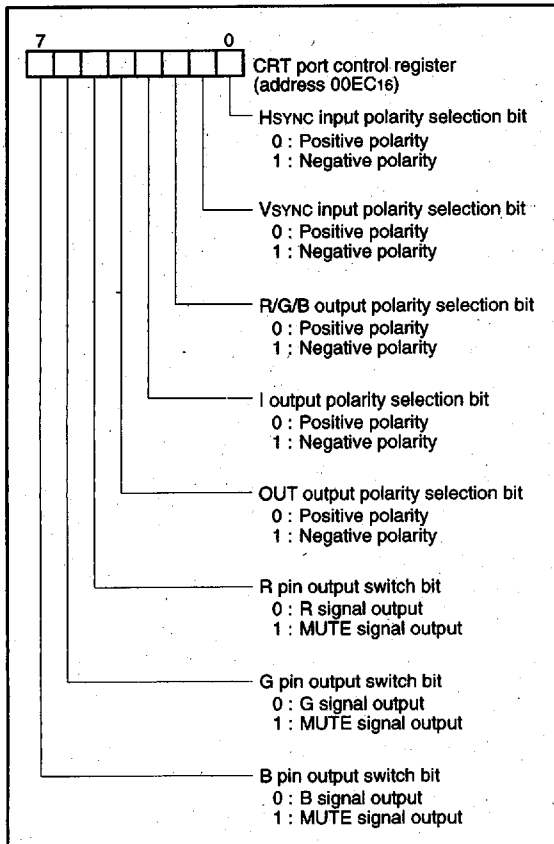 7 0
CRT port control register
(address 00EC16)
HSYNC input polarity selection bit
0 : Positive polarity
1 : Negative polarity
VSYNC input polarity selection bit
0 : Positive polarity
1 : Negative polarity
R/G/B output polarity selection bit
0 : Positive polarity
1 : Negative polarity
I output polarity selection bit
0 : Positive polarity
1 : Negative polarity
OUT output polarity selection bit
0 : Positive polarity
1 : Negative polarity
R pin output switch bit
0 : R signal output
1 : MUTE signal output
G pin output switch bit
0 : G signal output
1 : MUTE signal output
B pin output switch bit
0 : B signal output
1 : MUTE signal output